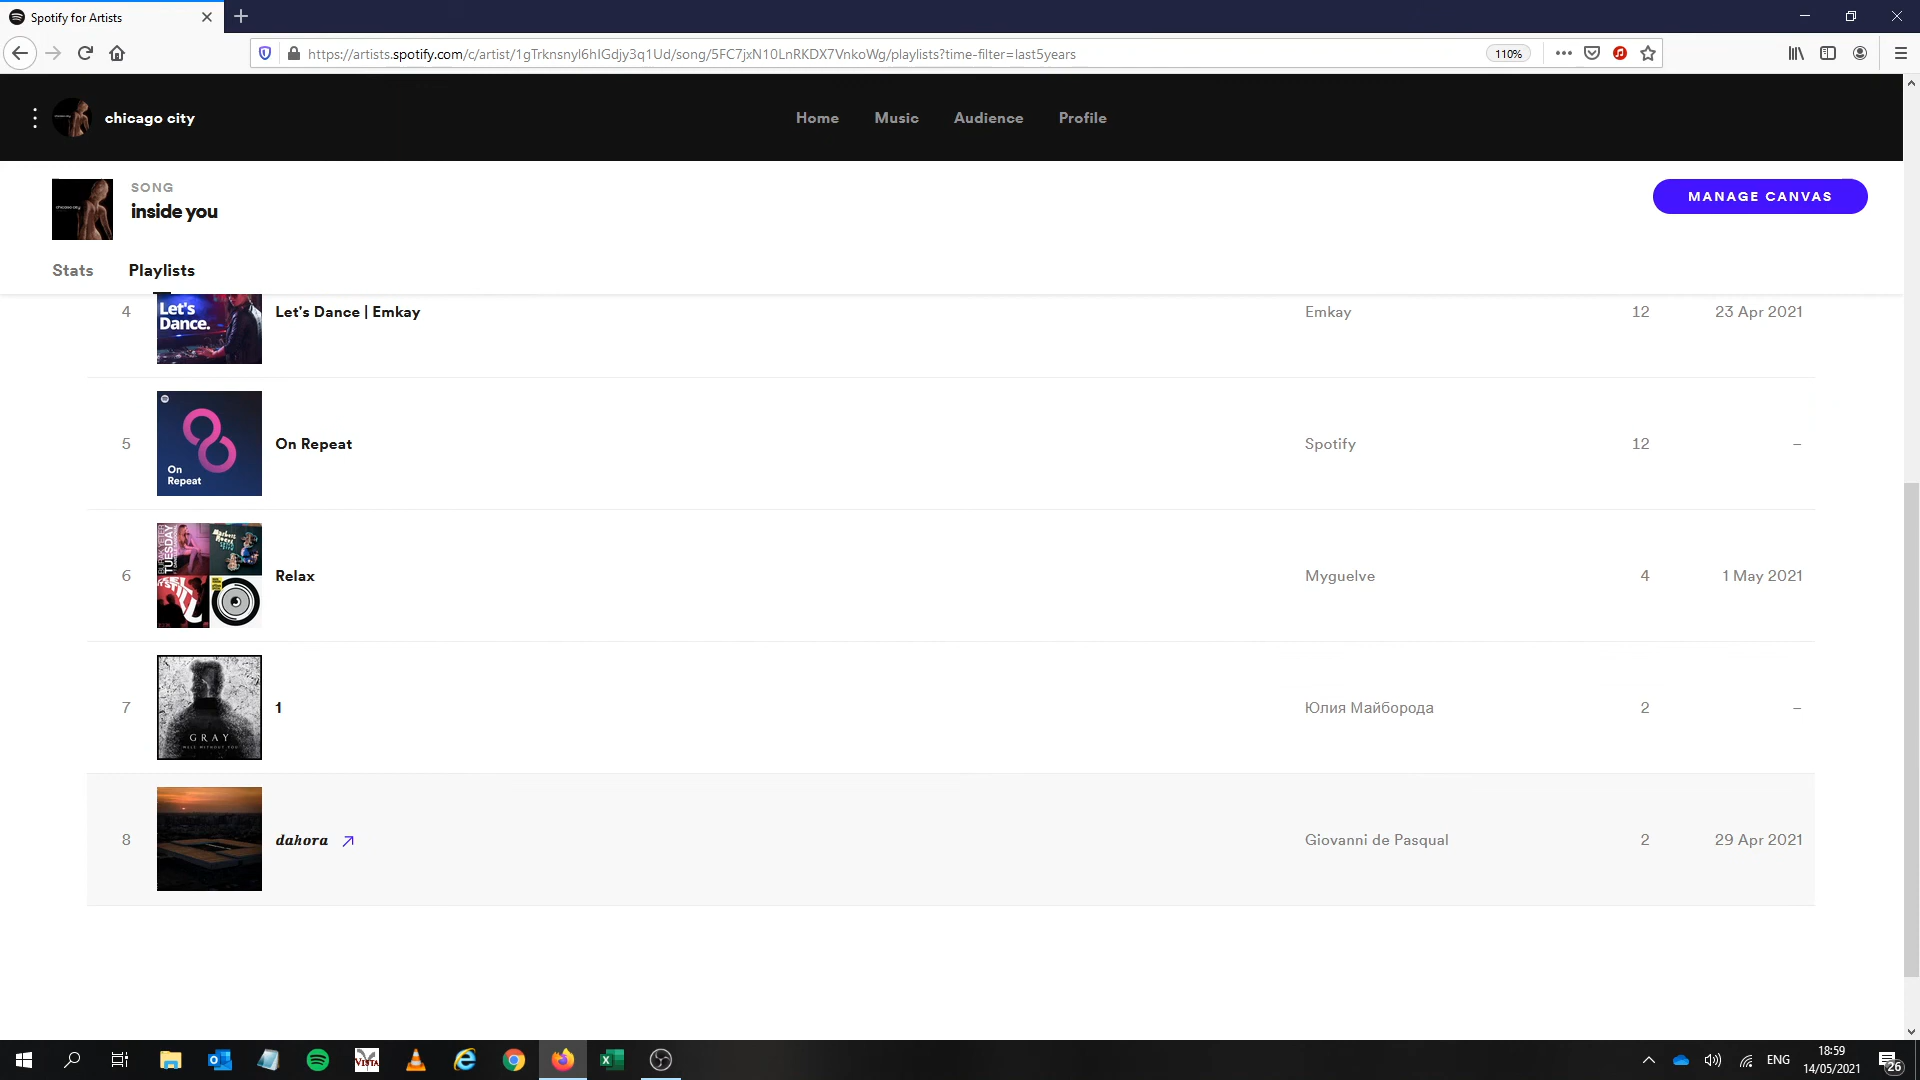 Spotify for Artists
https://artists.spotify.com/c/artist/1gTrknsnyl6hIGdjy3q1Ud/song/5FC7jxN10LnRKDX7VnkoWg/playlists?time-filter=last5years
110%
chicago city
Home
Music
Audience
Profile
SONG
inside you
MANAGE CANVAS
Stats
Playlists
4
Let's
Dance.
Let's Dance | Emkay
Emkay
12
23 Apr 2021
5
On
Repeat
On Repeat
Spotify
12
–
6
TUESDAY
Relax
Myguelve
4
1 May 2021
7
GRAY
1
Юлия Майборода
2
–
8
dahora
Giovanni de Pasqual
2
29 Apr 2021
VISTA
ENG
18:59
14/05/2021
26